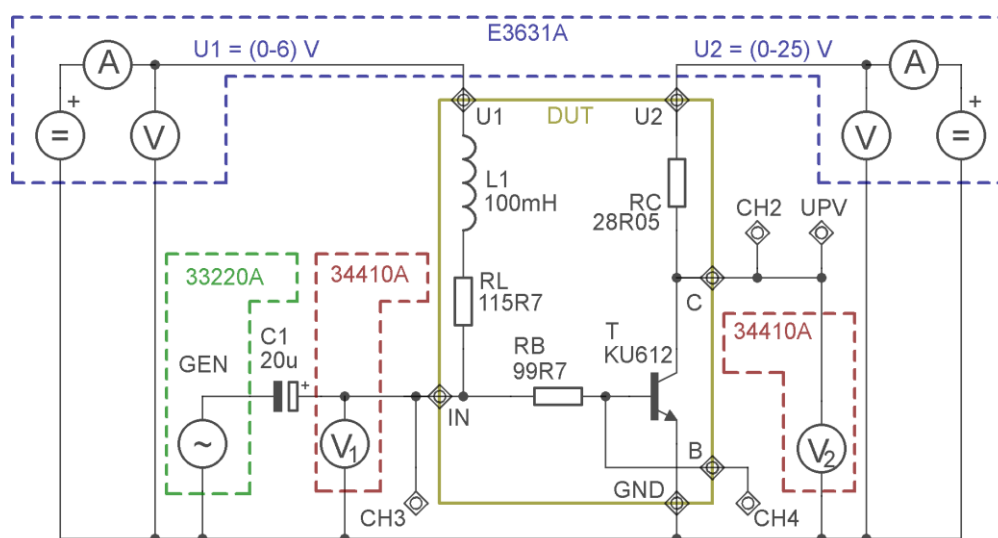 E3631A
U1 = (0-6) V
U2 = (0-25) V
A
A
+
+
=
V
V
=
U1
DUT
U2
L1
100mH
RC
28R05
CH2
UPV
33220A
34410A
RL
115R7
C
34410A
C1
20u
GEN
RB
99R7
T
KU612
+
IN
~
V1
B
V2
GND
CH3
CH4